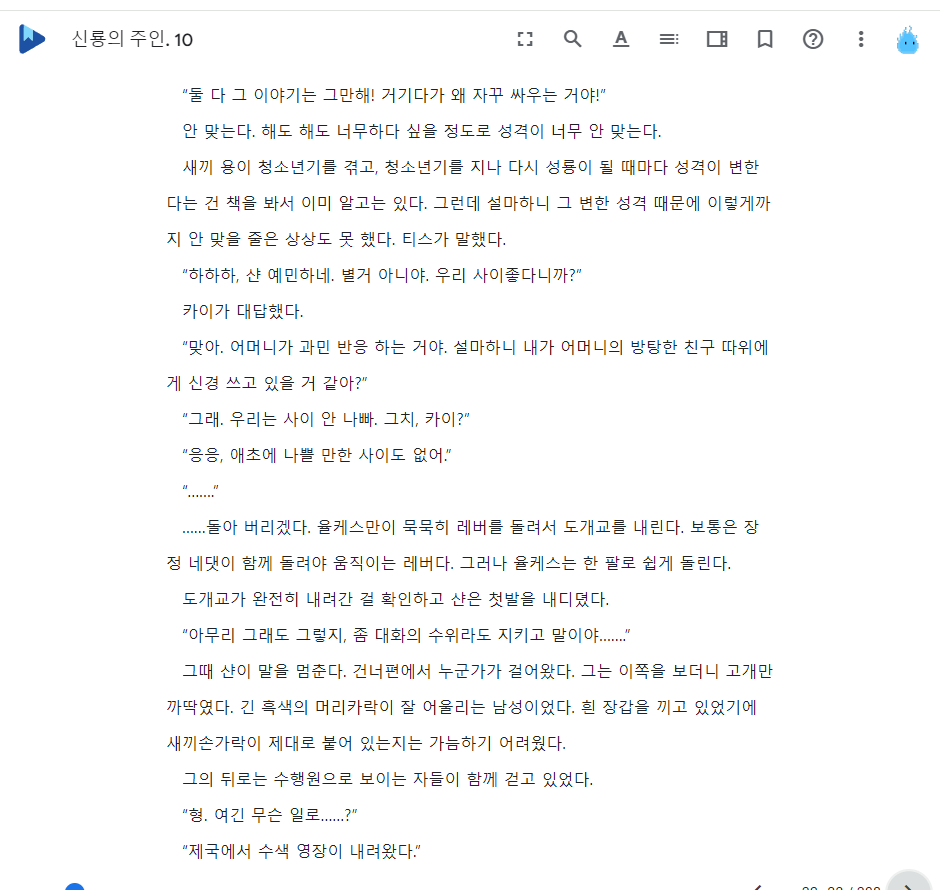 신룡의 주인. 10
“둘 다 그 이야기는 그만해! 거기다가 왜 자꾸 싸우는 거야!”
안 맞는다. 해도 해도 너무하다 싶을 정도로 성격이 너무 안 맞는다.
새끼 용이 청소년기를 겪고, 청소년기를 지나 다시 성룡이 될 때마다 성격이 변한
다는 건 책을 봐서 이미 알고는 있다. 그런데 설마하니 그 변한 성격 때문에 이렇게까
지 안 맞을 줄은 상상도 못 했다. 티스가 말했다.
“하하하, 샨 예민하네. 별거 아니야. 우리 사이좋다니까?”
카이가 대답했다.
“맞아. 어머니가 과민 반응 하는 거야. 설마하니 내가 어머니의 방탕한 친구 따위에
게 신경 쓰고 있을 거 같아?”
“그래. 우리는 사이 안 나빠. 그치, 카이?”
“응응, 애초에 나쁠 만한 사이도 없어.”
“…….”
……돌아 버리겠다. 율케스만이 묵묵히 레버를 돌려서 도개교를 내린다. 보통은 장
정 네댓이 함께 돌려야 움직이는 레버다. 그러나 율케스는 한 팔로 쉽게 돌린다.
도개교가 완전히 내려간 걸 확인하고 샨은 첫발을 내디뎠다.
“아무리 그래도 그렇지, 좀 대화의 수위라도 지키고 말이야…….”
그때 샨이 말을 멈춘다. 건너편에서 누군가가 걸어왔다. 그는 이쪽을 보더니 고개만
까딱였다. 긴 흑색의 머리카락이 잘 어울리는 남성이었다. 흰 장갑을 끼고 있었기에
새끼손가락이 제대로 붙어 있는지는 가늠하기 어려웠다.
그의 뒤로는 수행원으로 보이는 자들이 함께 걷고 있었다.
“형. 여긴 무슨 일로……?”
“제국에서 수색 영장이 내려왔다.”